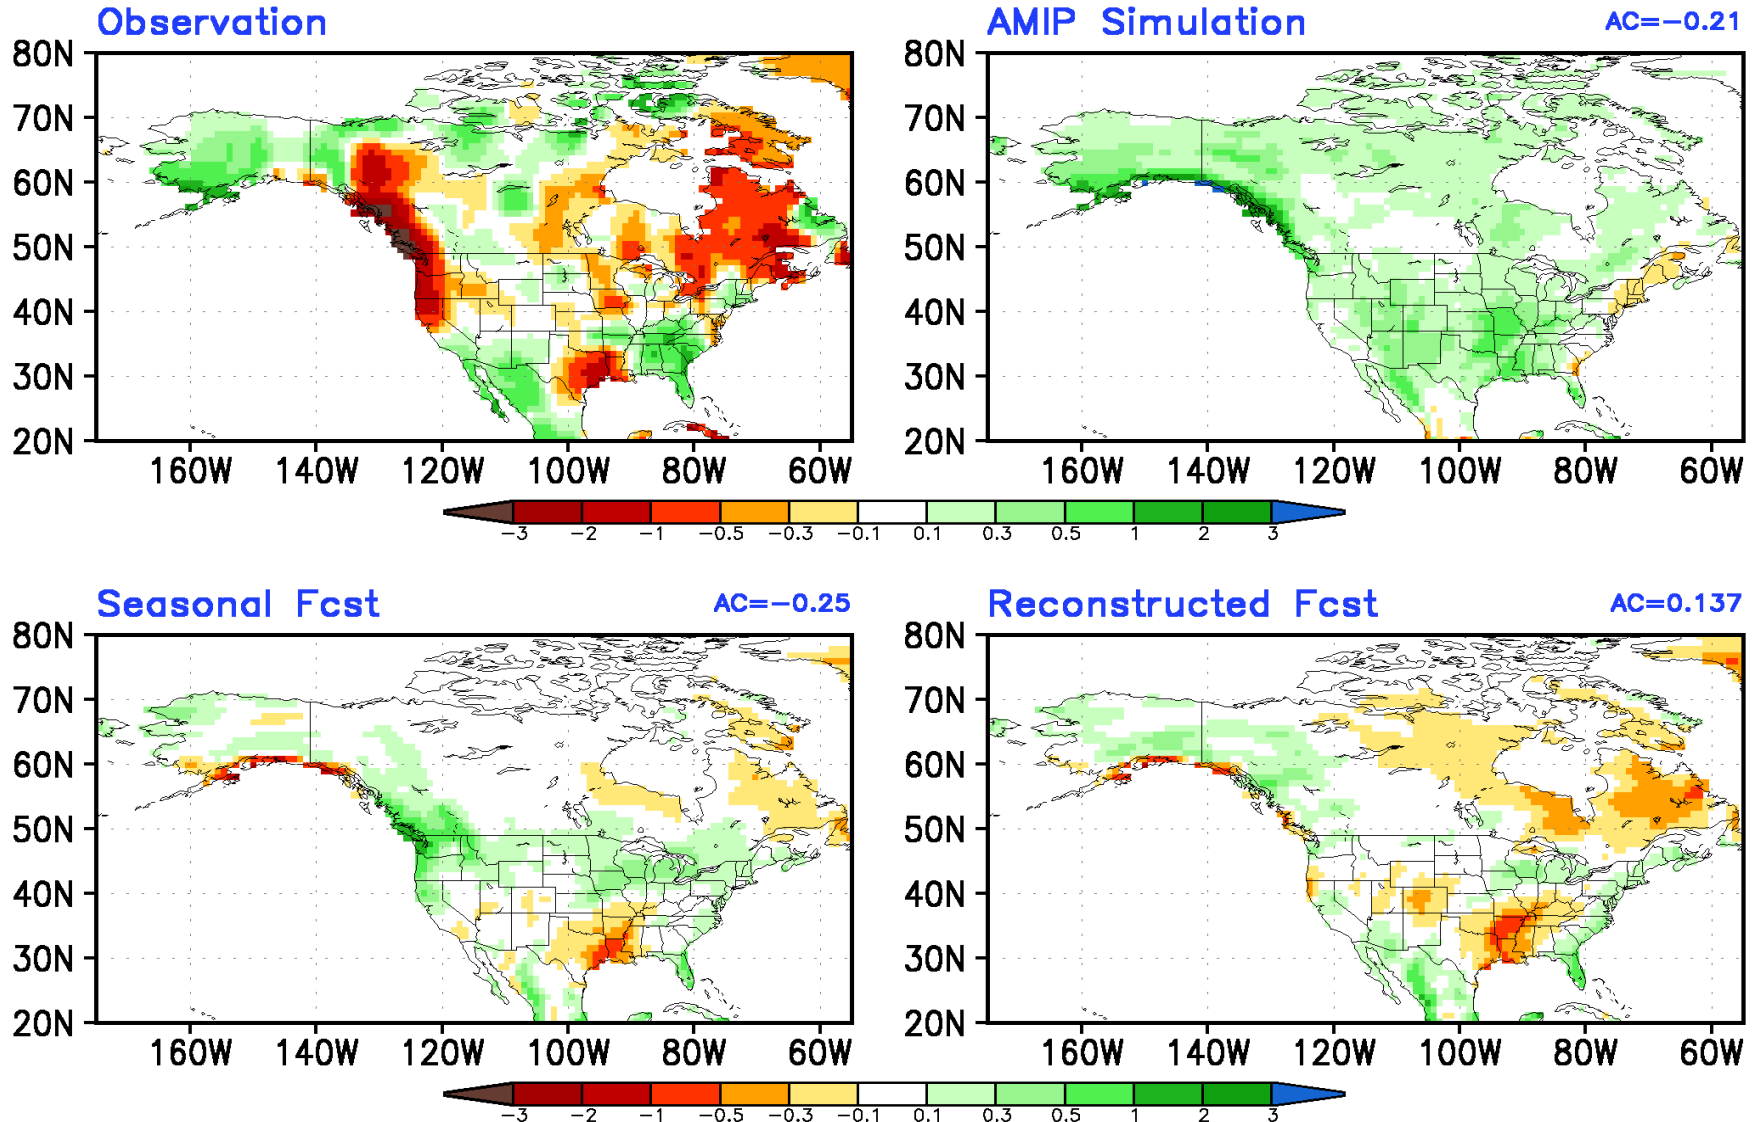 Observation
AMIP Simulation AC=−0.21
80N 80N
70N 70N
60N 60N
50N 50N
40N 40N
30N 30N
20N 20N
160W 140W 120W 100W 80W 60W 160W 140W 120W 100W 80W 60W
−3 −2 −1 −0.5 −0.3 −0.1 0.1 0.3 0.5 1 2 3
Seasonal Fcst AC=−0.25
Reconstructed Fcst AC=0.137
80N 80N
70N 70N
60N 60N
50N 50N
40N 40N
30N 30N
20N 20N
160W 140W 120W 100W 80W 60W 160W 140W 120W 100W 80W 60W
−3 −2 −1 −0.5 −0.3 −0.1 0.1 0.3 0.5 1 2 3